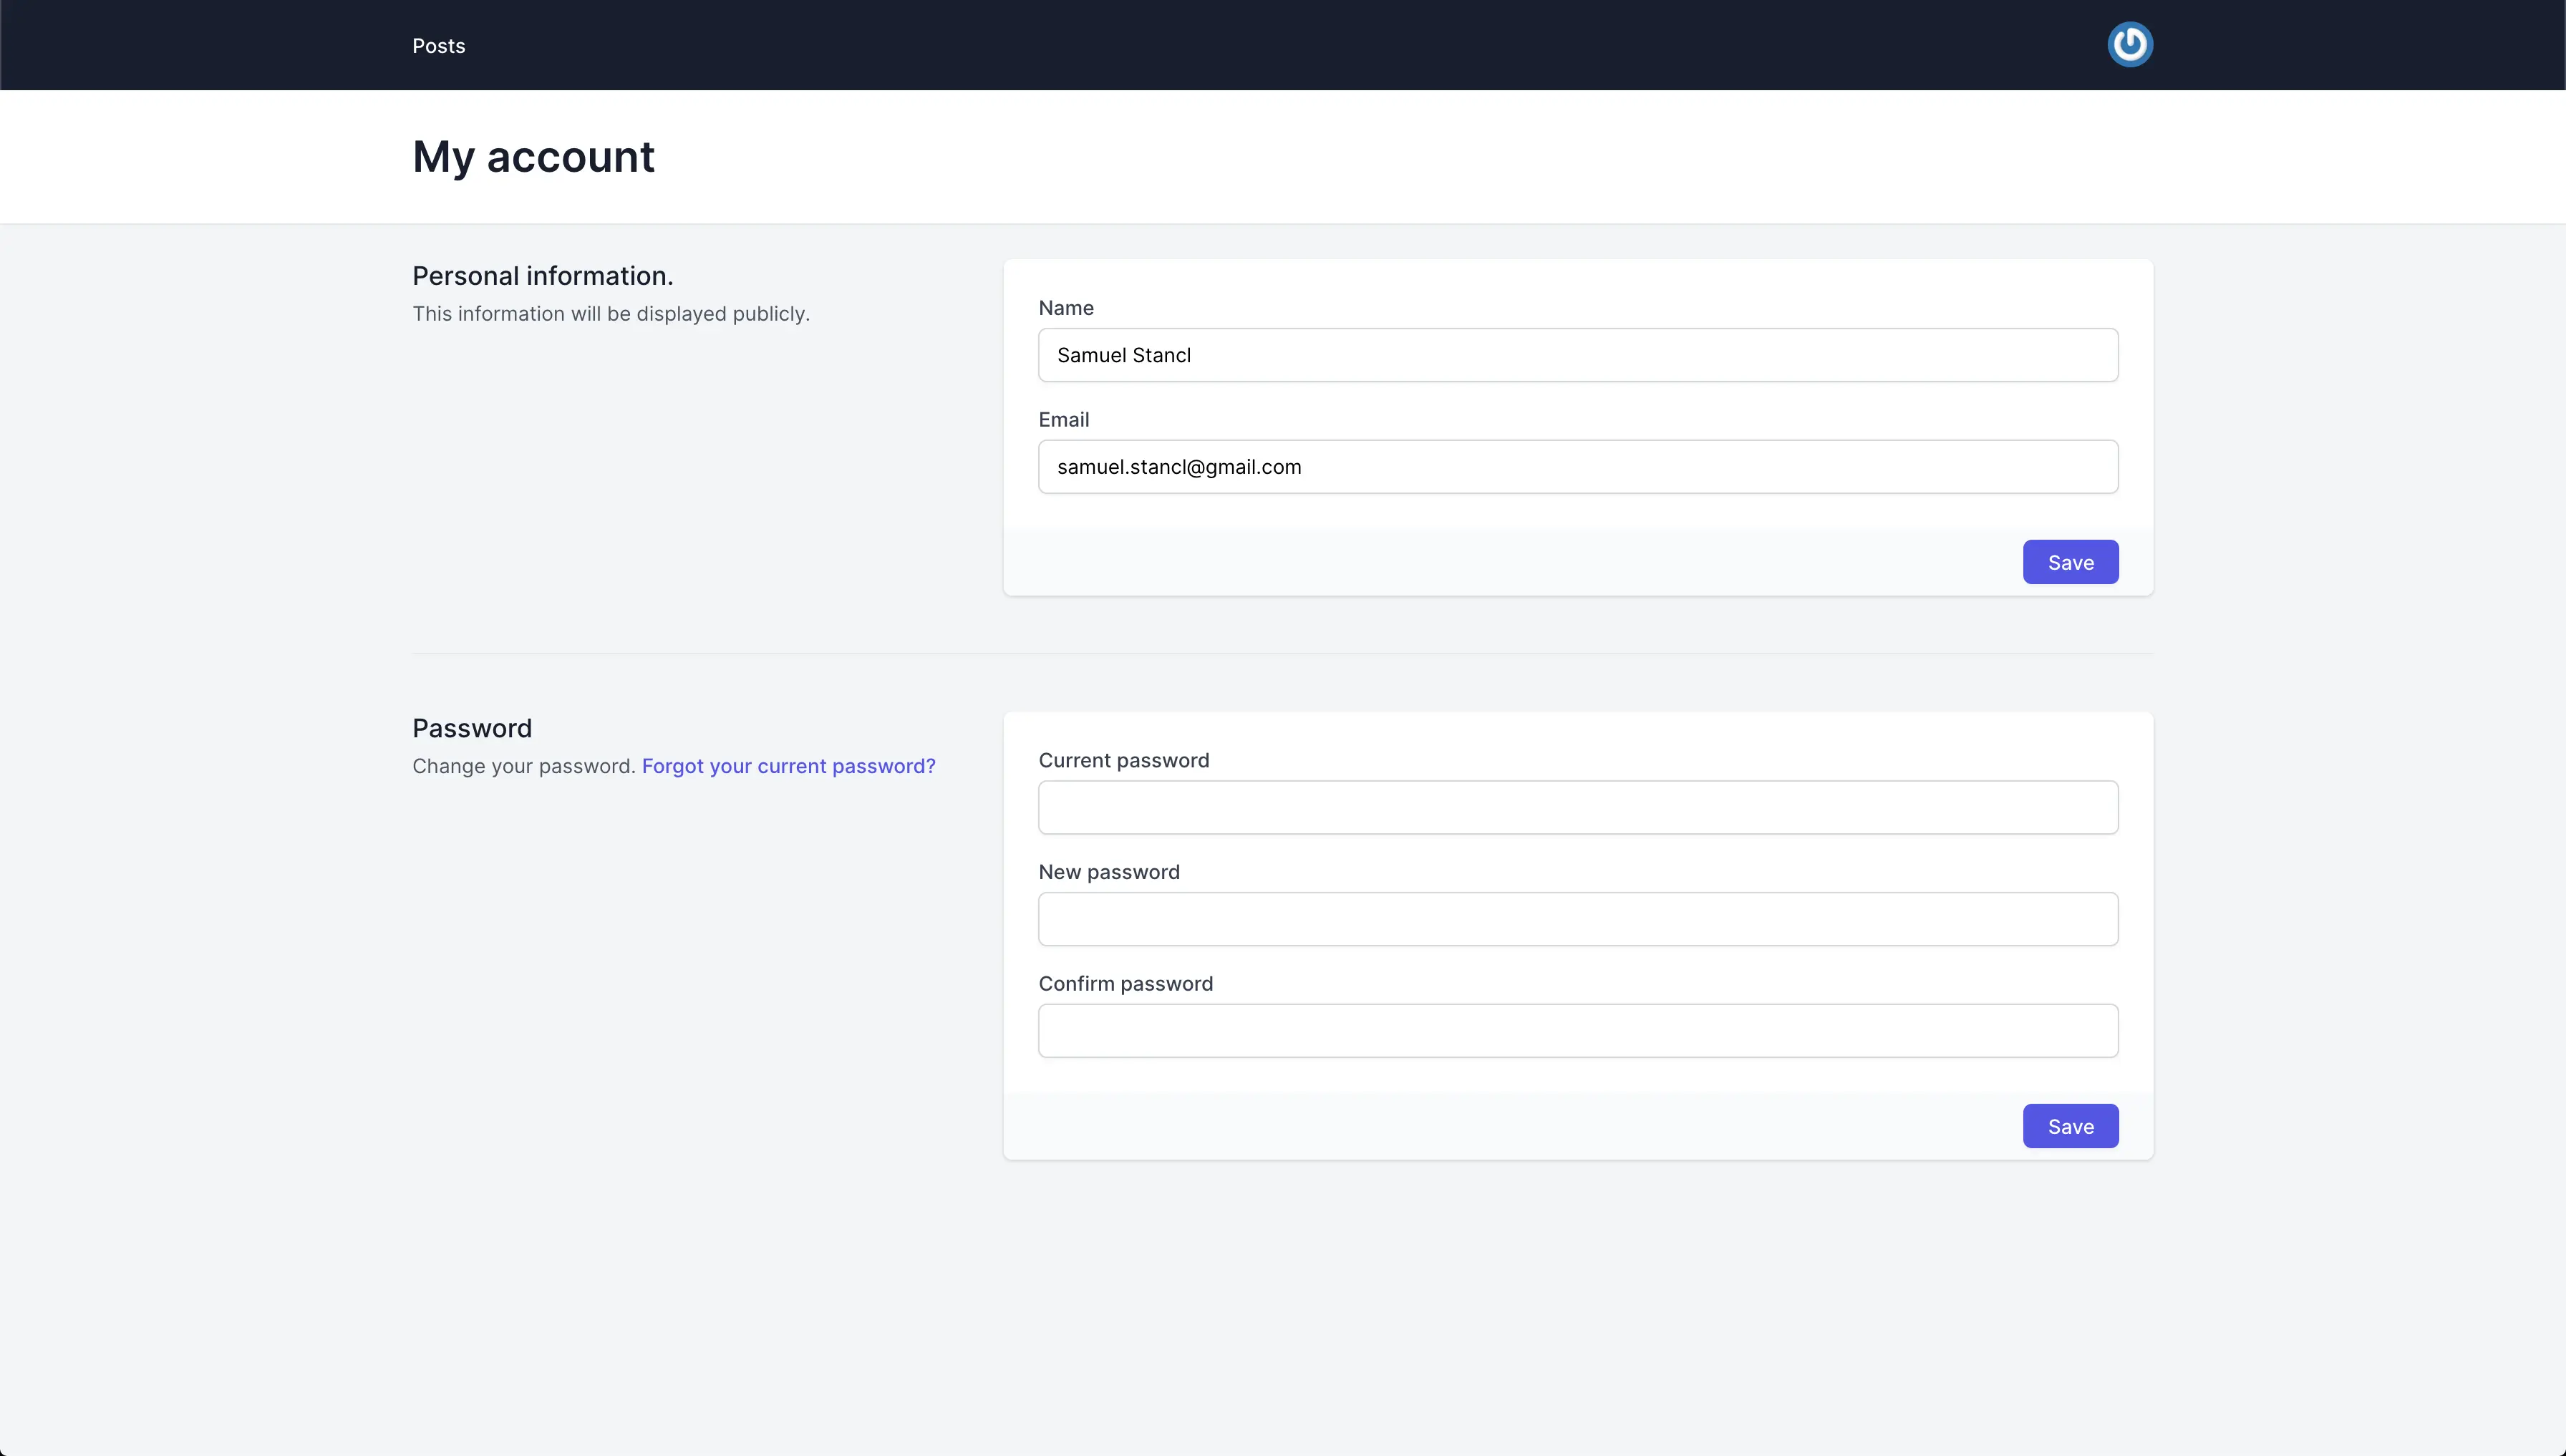 Posts
My account
Personal information.
This information will be displayed publicly.
Name
Samuel Stancl
Email
samuel.stancl@gmail.com
Save
Password
Change your password. Forgot your current password?
Current password
New password
Confirm password
Save